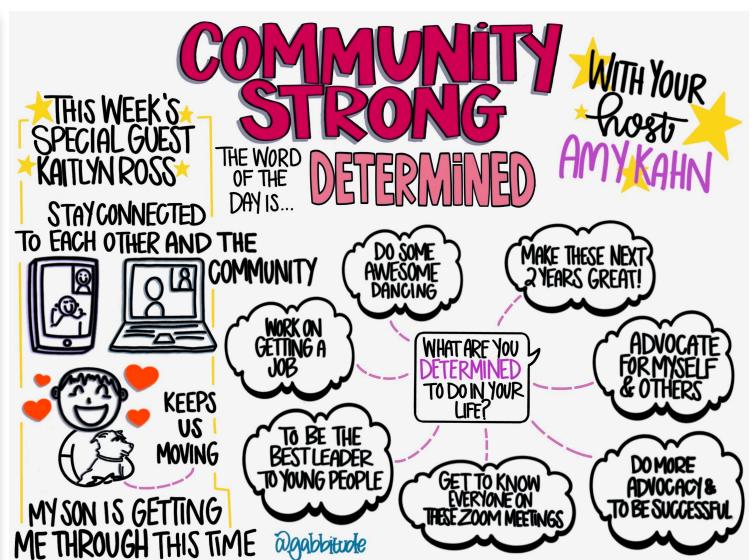 COMMUNITY
STRONG
WITH YOUR
host
AMY KAHN
THIS WEEK'S
SPECIAL GUEST
KAITLYN ROSS
THE WORD
OF THE
DAY IS...
DETERMINED
STAY CONNECTED
TO EACH OTHER AND THE
COMMUNITY
KEEPS
US
MOVING
MY SON IS GETTING
ME THROUGH THIS TIME
WHAT ARE YOU
DETERMINED
TO DO IN YOUR
LIFE?
DO SOME
AWESOME
DANCING
MAKE THESE NEXT
2 YEARS GREAT!
WORK ON
GETTING A
JOB
ADVOCATE
FOR MYSELF
& OTHERS
TO BE THE
BEST LEADER
TO YOUNG PEOPLE
GET TO KNOW
EVERYONE ON
THESE ZOOM MEETINGS
DO MORE
ADVOCACY &
TO BE SUCCESSFUL
@gabbitude